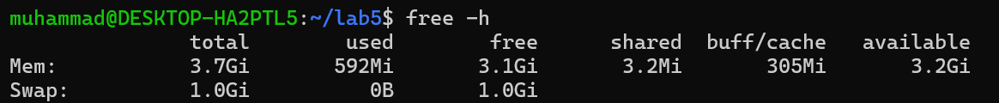 muhammad@DESKTOP-HA2PTL5:~/lab5$ free -h
               total        used        free      shared  buff/cache   available
Mem:           3.7Gi       592Mi       3.1Gi       3.2Mi       305Mi       3.2Gi
Swap:          1.0Gi          0B       1.0Gi